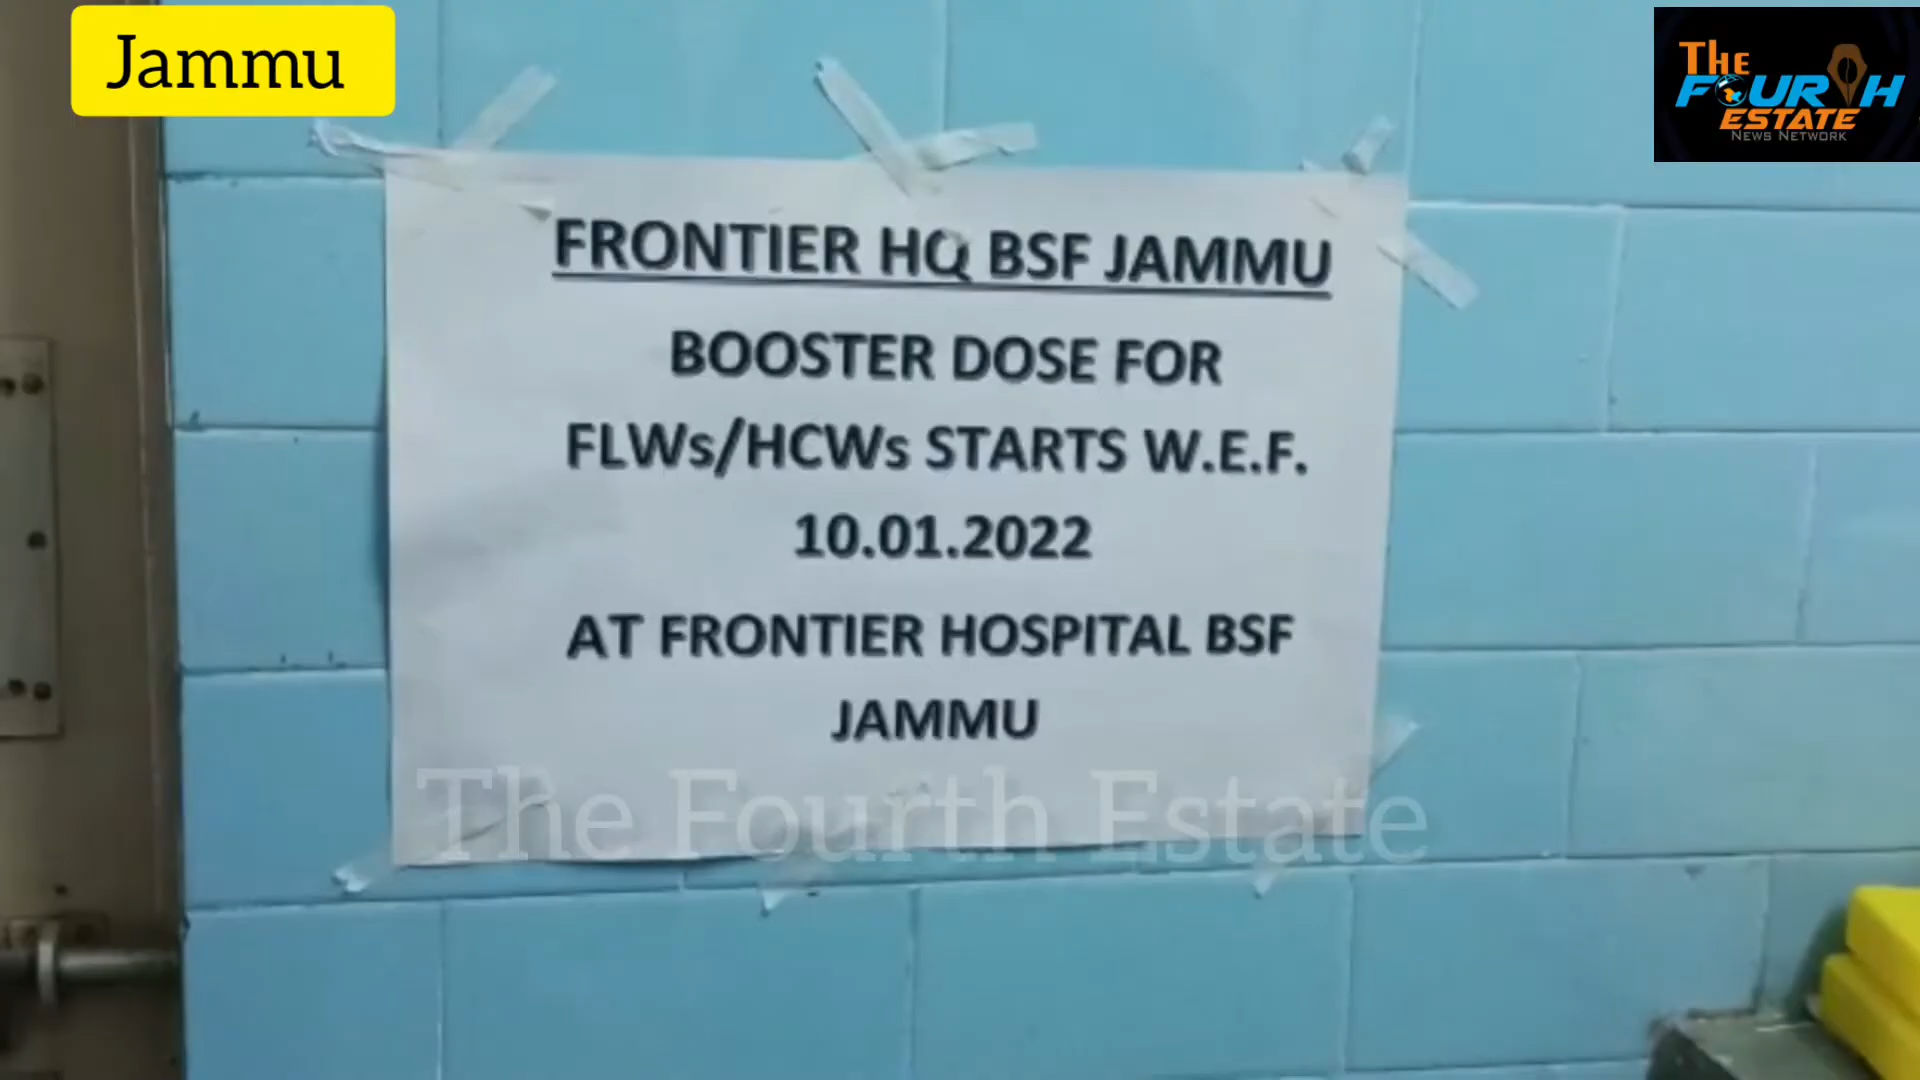 Jammu
THE
FOURTH
ESTATE
NEWS NETWORK
FRONTIER HQ BSF JAMMU
BOOSTER DOSE FOR
FLWs/HCWs STARTS W.E.F.
10.01.2022
AT FRONTIER HOSPITAL BSF
JAMMU
The Fourth Estate